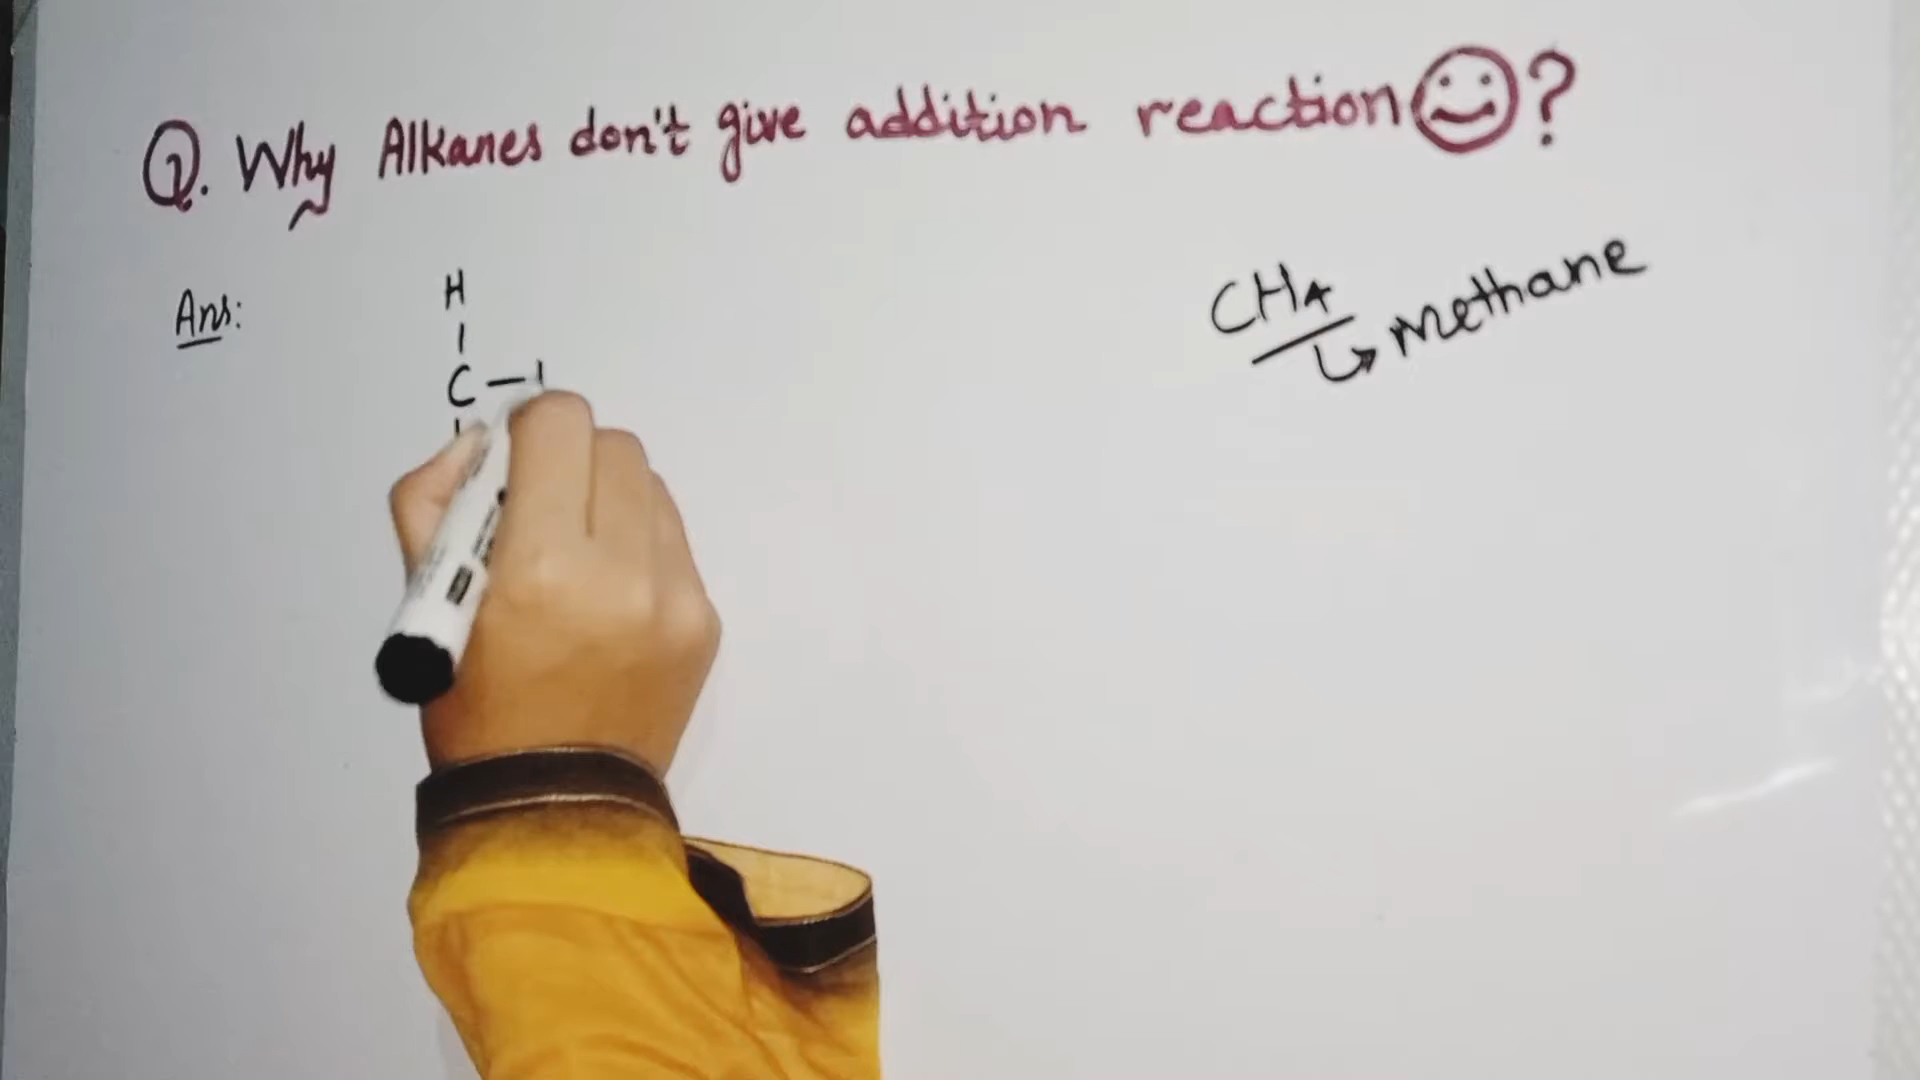 Q. Why Alkanes don't give addition reaction☺?
Ans:
H
C
CH4
methane